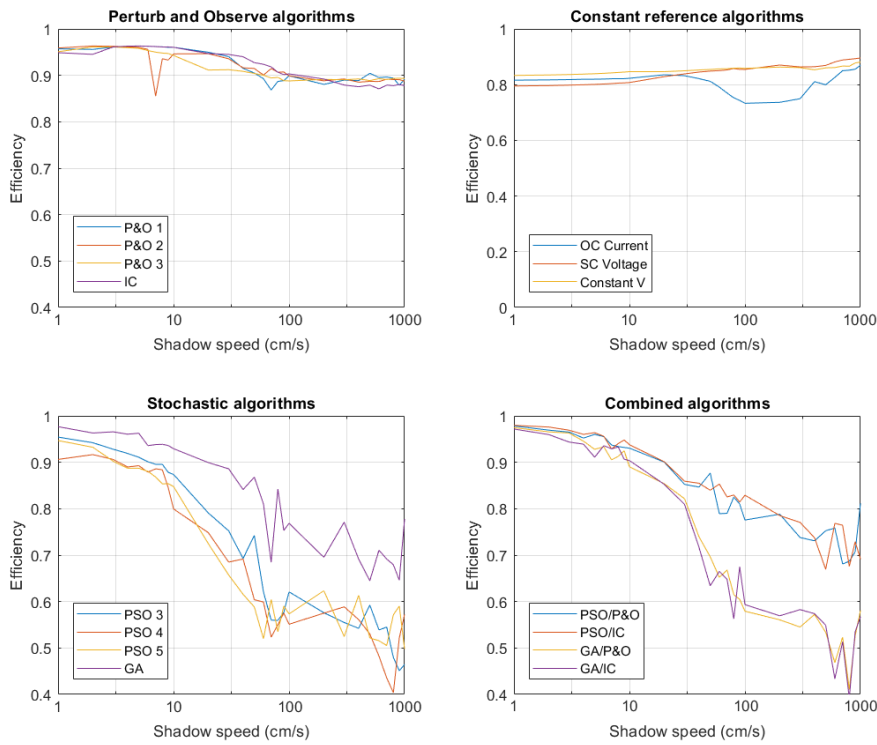 Perturb and Observe algorithms
1
0.9
0.8
0.7
0.6
0.5
0.4
Efficiency
P&O 1
P&O 2
P&O 3
IC
1 10 100 1000
Shadow speed (cm/s)
Constant reference algorithms
1
0.8
0.6
0.4
0.2
0
Efficiency
OC Current
SC Voltage
Constant V
1 10 100 1000
Shadow speed (cm/s)
Stochastic algorithms
1
0.9
0.8
0.7
0.6
0.5
0.4
Efficiency
PSO 3
PSO 4
PSO 5
GA
1 10 100 1000
Shadow speed (cm/s)
Combined algorithms
1
0.9
0.8
0.7
0.6
0.5
0.4
Efficiency
PSO/P&O
PSO/IC
GA/P&O
GA/IC
1 10 100 1000
Shadow speed (cm/s)